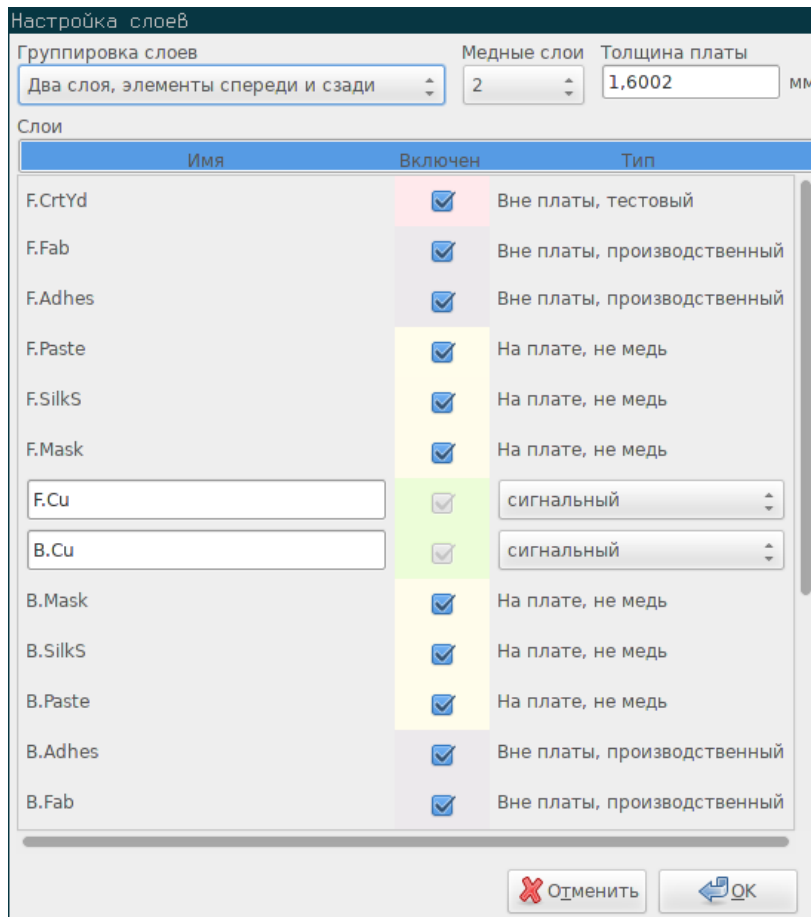 Настройка слоев
Группировка слоев Медные слои Толщина платы
Два слоя, элементы спереди и сзади 2 1,6002 мм
Слои
Имя Включен Тип
F.CrtYd Вне платы, тестовый
F.Fab Вне платы, производственный
F.Adhes Вне платы, производственный
F.Paste На плате, не медь
F.SilkS На плате, не медь
F.Mask На плате, не медь
F.Cu сигнальный
B.Cu сигнальный
B.Mask На плате, не медь
B.SilkS На плате, не медь
B.Paste На плате, не медь
B.Adhes Вне платы, производственный
B.Fab Вне платы, производственный
Отменить OK